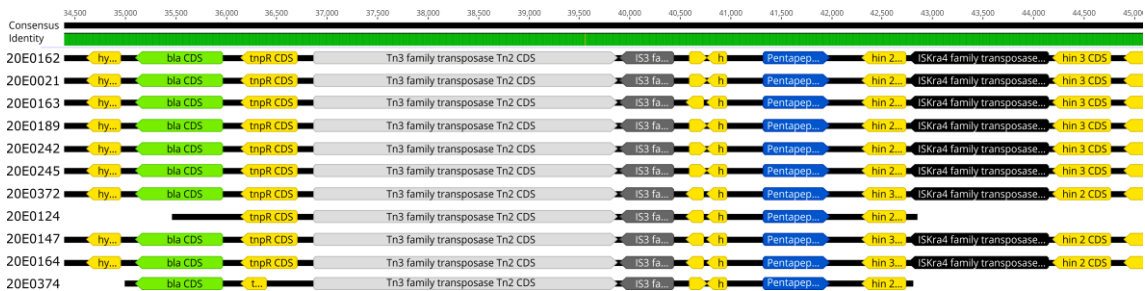 34,500 35,000 35,500 36,000 36,500 37,000 37,500 38,000 38,500 39,000 39,500 40,000 40,500 41,000 41,500 42,000 42,500 43,000 43,500 44,000 44,500 45,0
Consensus
Identity
20E0162 hy... bla CDS tnpR CDS Tn3 family transposase Tn2 CDS IS3 fa... h Pentapep... hin 2... ISKra4 family transposase... hin 3 CDS
20E0021 hy... bla CDS tnpR CDS Tn3 family transposase Tn2 CDS IS3 fa... h Pentapep... hin 2... ISKra4 family transposase... hin 3 CDS
20E0163 hy... bla CDS tnpR CDS Tn3 family transposase Tn2 CDS IS3 fa... h Pentapep... hin 2... ISKra4 family transposase... hin 3 CDS
20E0189 hy... bla CDS tnpR CDS Tn3 family transposase Tn2 CDS IS3 fa... h Pentapep... hin 2... ISKra4 family transposase... hin 3 CDS
20E0242 hy... bla CDS tnpR CDS Tn3 family transposase Tn2 CDS IS3 fa... h Pentapep... hin 2... ISKra4 family transposase... hin 3 CDS
20E0245 hy... bla CDS tnpR CDS Tn3 family transposase Tn2 CDS IS3 fa... h Pentapep... hin 2... ISKra4 family transposase... hin 3 CDS
20E0372 hy... bla CDS tnpR CDS Tn3 family transposase Tn2 CDS IS3 fa... h Pentapep... hin 3... ISKra4 family transposase... hin 2 CDS
20E0124 tnpR CDS Tn3 family transposase Tn2 CDS IS3 fa... h Pentapep... hin 2...
20E0147 hy... bla CDS tnpR CDS Tn3 family transposase Tn2 CDS IS3 fa... h Pentapep... hin 3... ISKra4 family transposase... hin 2 CDS
20E0164 hy... bla CDS tnpR CDS Tn3 family transposase Tn2 CDS IS3 fa... h Pentapep... hin 3... ISKra4 family transposase... hin 2 CDS
20E0374 bla CDS t... Tn3 family transposase Tn2 CDS IS3 fa... h Pentapep... hin 2...